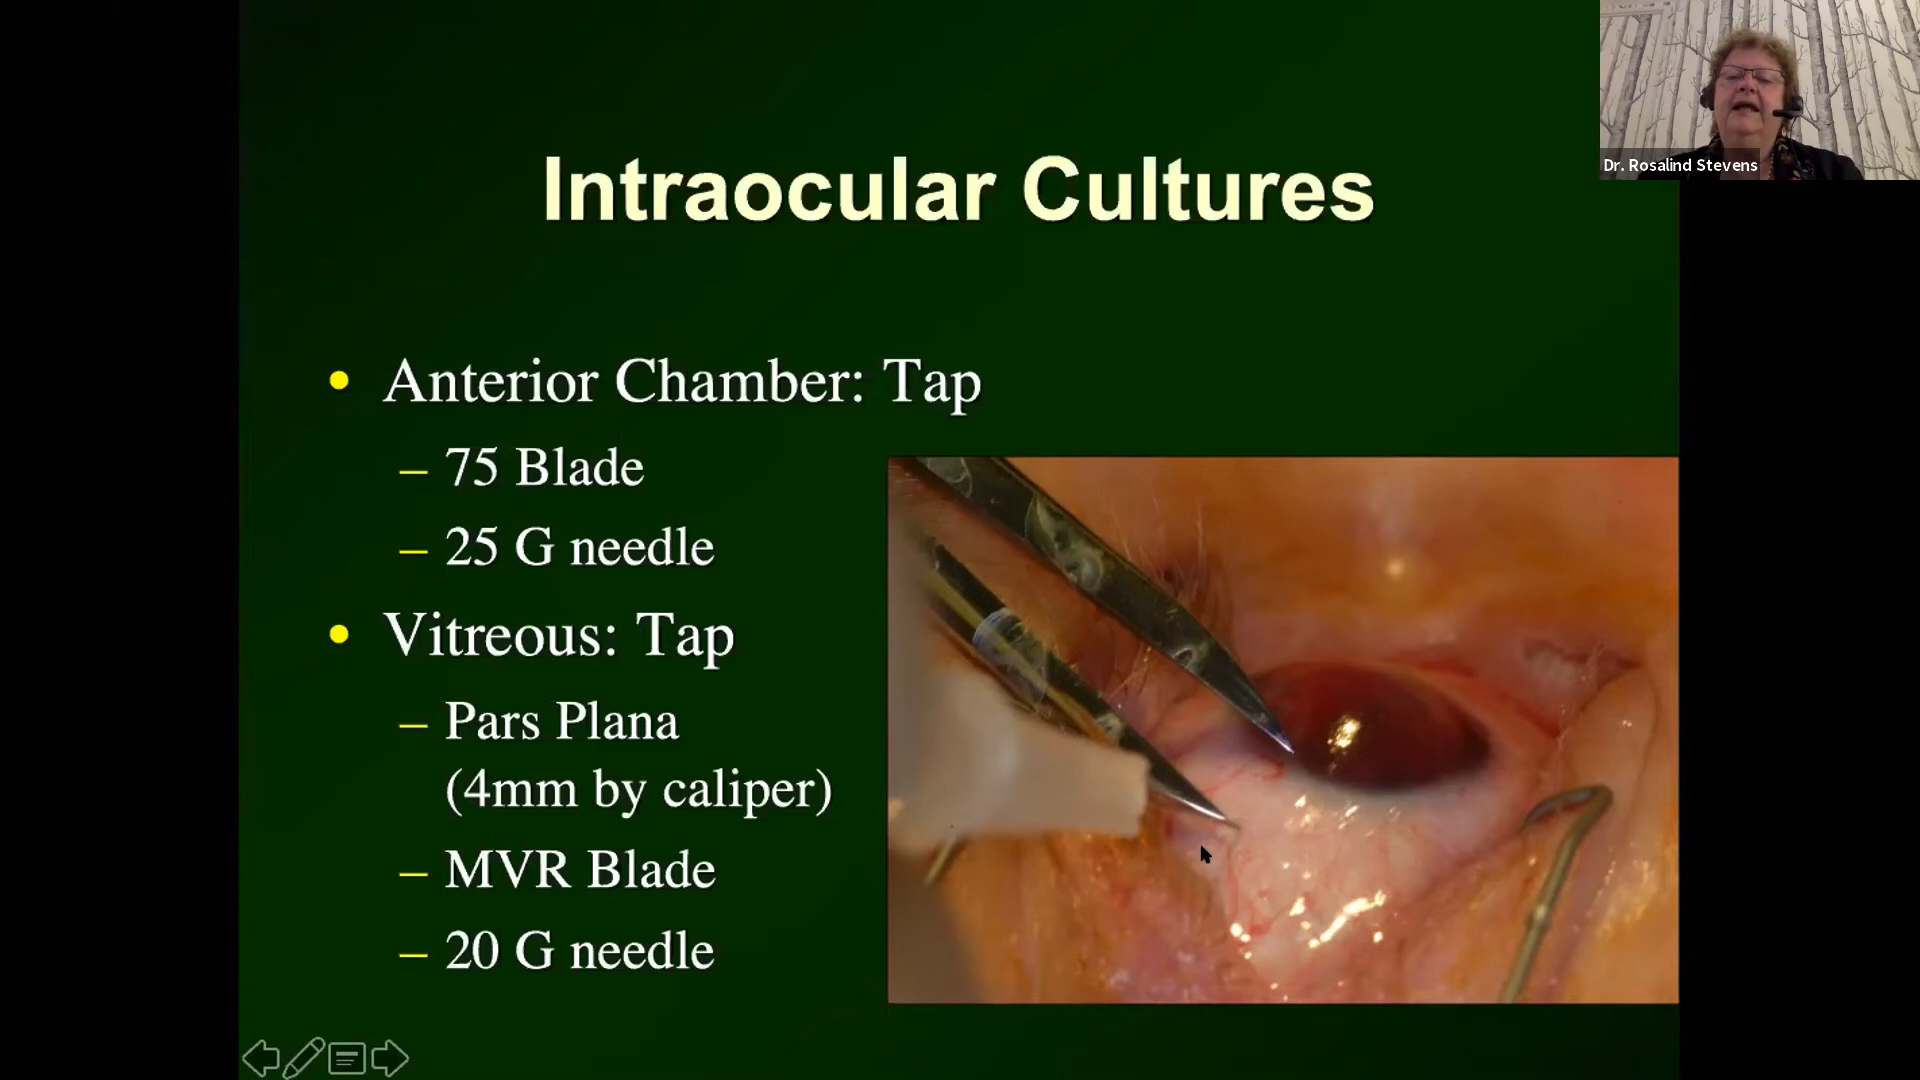 Dr. Rosalind Stevens
Intraocular Cultures
• Anterior Chamber: Tap
– 75 Blade
– 25 G needle
• Vitreous: Tap
– Pars Plana
(4mm by caliper)
– MVR Blade
– 20 G needle